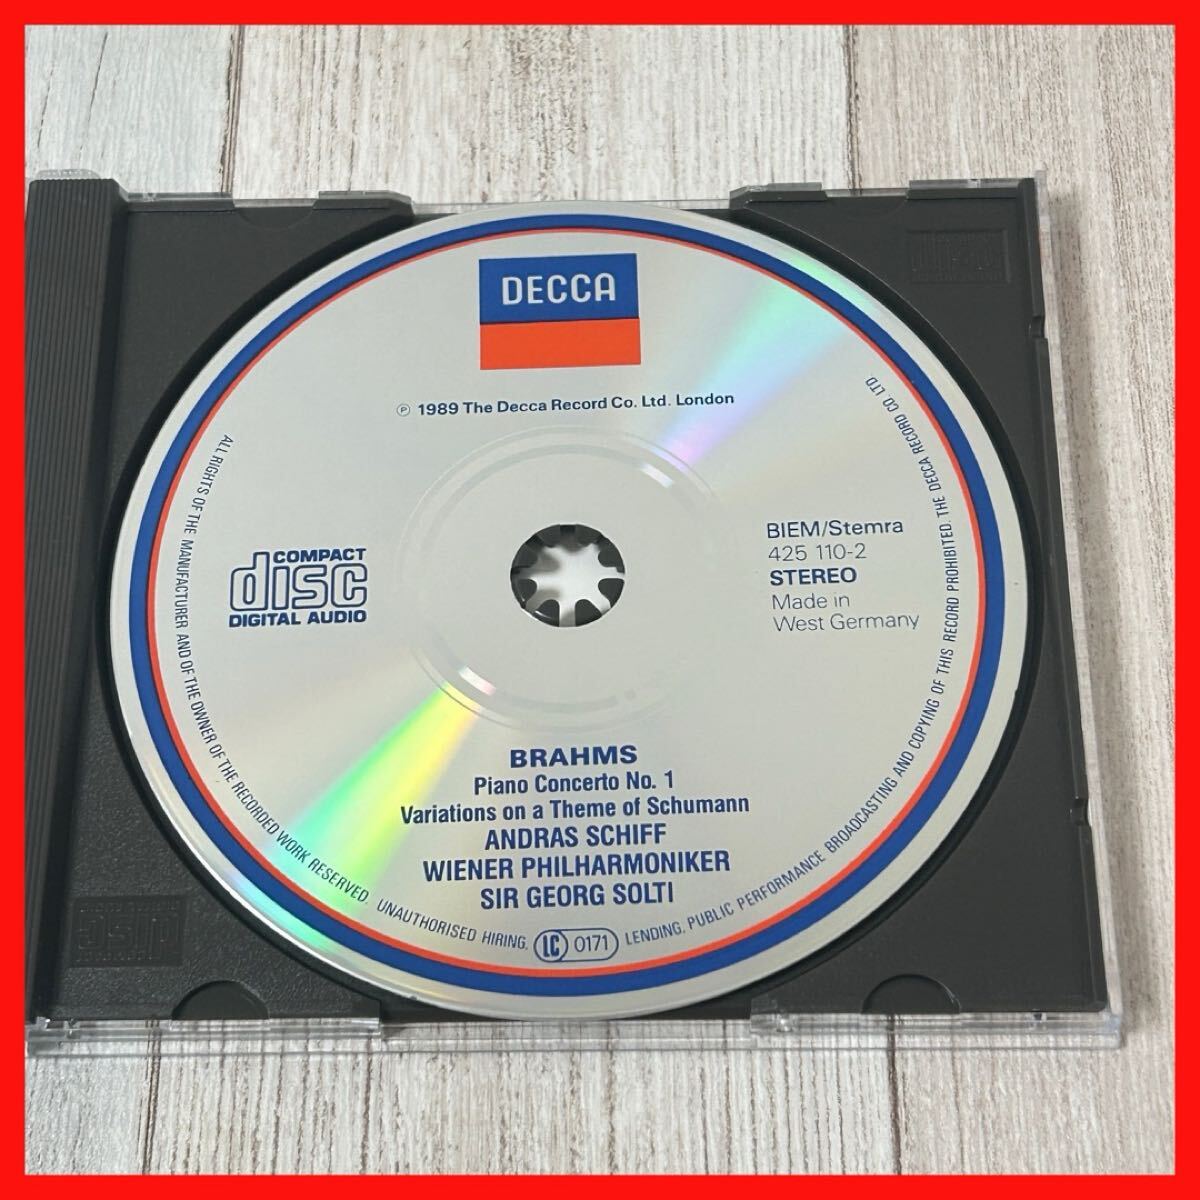 DECCA
℗ 1989 The Decca Record Co. Ltd. London
COMPACT
disc
DIGITAL AUDIO
BIEM/Stemra
425 110-2
STEREO
Made in
West Germany
BRAHMS
Piano Concerto No. 1
Variations on a Theme of Schumann
ANDRAS SCHIFF
WIENER PHILHARMONIKER
SIR GEORG SOLTI
ALL RIGHTS OF THE MANUFACTURER AND OF THE OWNER OF THE RECORDED WORK RESERVED. UNAUTHORISED HIRING, LC 0171 LENDING, PUBLIC PERFORMANCE BROADCASTING AND COPYING OF THIS RECORD PROHIBITED. THE DECCA RECORD CO. LTD.